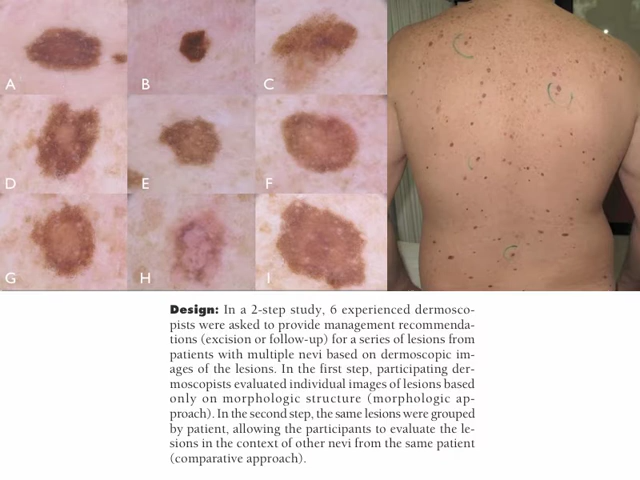 A
B
C
D
E
F
G
H
I
Design: In a 2-step study, 6 experienced dermosco-
pists were asked to provide management recommenda-
tions (excision or follow-up) for a series of lesions from
patients with multiple nevi based on dermoscopic im-
ages of the lesions. In the first step, participating der-
moscopists evaluated individual images of lesions based
only on morphologic structure (morphologic ap-
proach). In the second step, the same lesions were grouped
by patient, allowing the participants to evaluate the le-
sions in the context of other nevi from the same patient
(comparative approach).